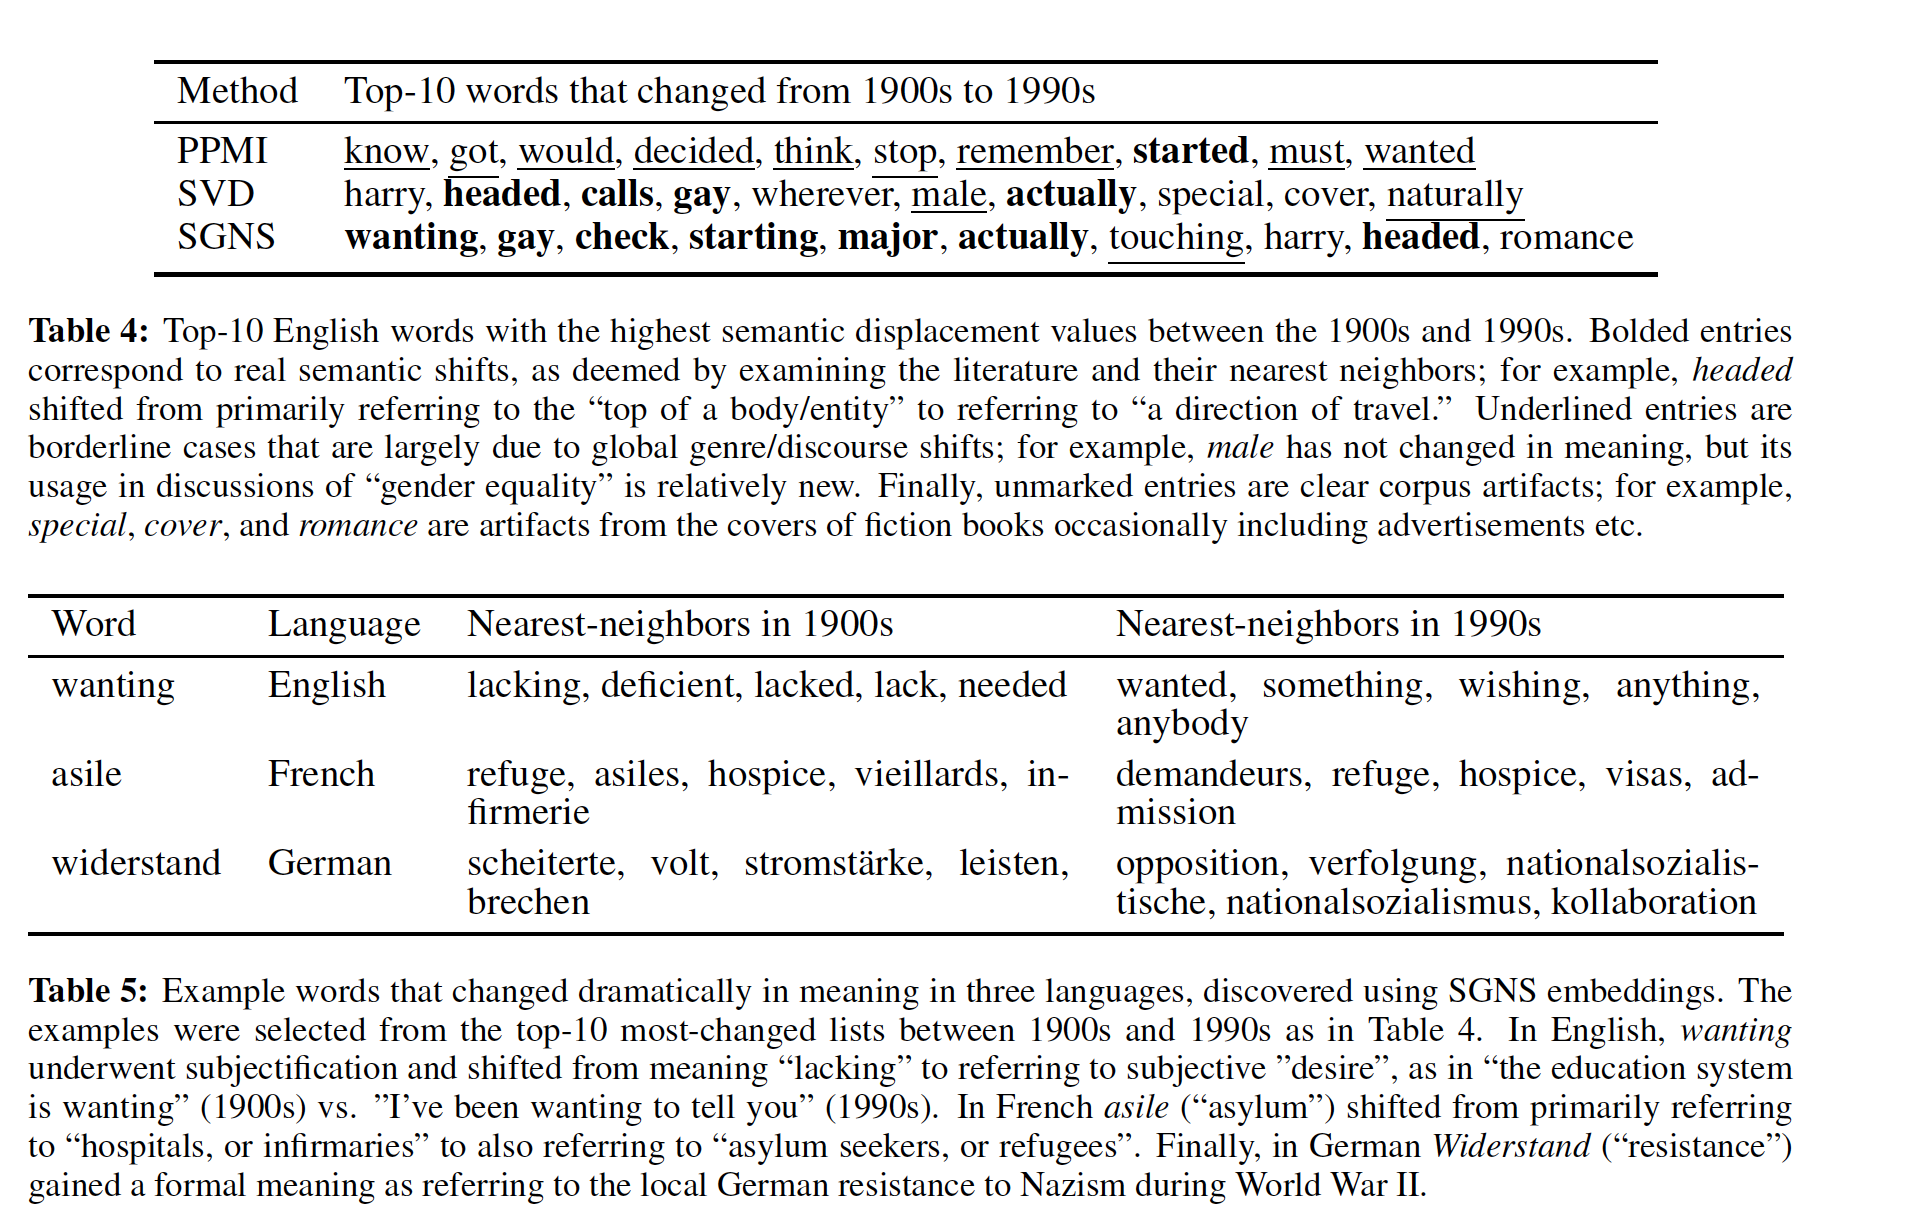 Method Top-10 words that changed from 1900s to 1990s
PPMI know, got, would, decided, think, stop, remember, started, must, wanted
SVD harry, headed, calls, gay, wherever, male, actually, special, cover, naturally
SGNS wanting, gay, check, starting, major, actually, touching, harry, headed, romance
Table 4: Top-10 English words with the highest semantic displacement values between the 1900s and 1990s. Bolded entries
correspond to real semantic shifts, as deemed by examining the literature and their nearest neighbors; for example, headed
shifted from primarily referring to the “top of a body/entity” to referring to “a direction of travel.” Underlined entries are
borderline cases that are largely due to global genre/discourse shifts; for example, male has not changed in meaning, but its
usage in discussions of “gender equality” is relatively new. Finally, unmarked entries are clear corpus artifacts; for example,
special, cover, and romance are artifacts from the covers of fiction books occasionally including advertisements etc.
Word Language Nearest-neighbors in 1900s Nearest-neighbors in 1990s
wanting English lacking, deficient, lacked, lack, needed wanted, something, wishing, anything,
anybody
asile French refuge, asiles, hospice, vieillards, in- demandeurs, refuge, hospice, visas, ad-
firmerie mission
widerstand German scheiterte, volt, stromstärke, leisten, opposition, verfolgung, nationalsozialis-
brechen tische, nationalsozialismus, kollaboration
Table 5: Example words that changed dramatically in meaning in three languages, discovered using SGNS embeddings. The
examples were selected from the top-10 most-changed lists between 1900s and 1990s as in Table 4. In English, wanting
underwent subjectification and shifted from meaning “lacking” to referring to subjective ”desire”, as in “the education system
is wanting” (1900s) vs. ”I've been wanting to tell you” (1990s). In French asile (“asylum”) shifted from primarily referring
to “hospitals, or infirmaries” to also referring to “asylum seekers, or refugees”. Finally, in German Widerstand (“resistance”)
gained a formal meaning as referring to the local German resistance to Nazism during World War II.